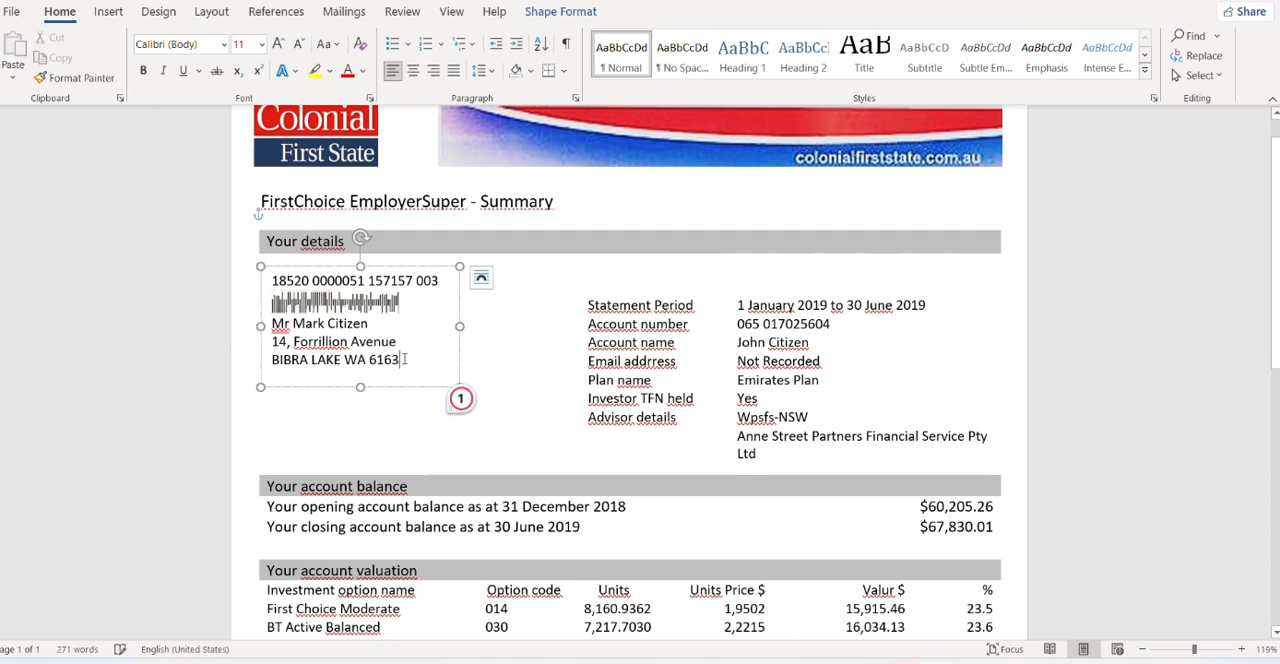 File Home Insert Design Layout References Mailings Review View Help Shape Format Share
Paste Cut Copy Format Painter
Calibri (Body) 11 Aa
B I U ab x₂ x² A A
AaBbCcDd AaBbCcDd AaBbC AaBbCc AaB AaBbCcD AaBbCcDd AaBbCcDd AaBbCcDd
¶ Normal ¶ No Spac... Heading 1 Heading 2 Title Subtitle Subtle Em... Emphasis Intense E...
Find
Replace
Select
Clipboard Font Paragraph Styles Editing
Colonial
First State
colonialfirststate.com.au
FirstChoice EmployerSuper - Summary
Your details
18520 0000051 157157 003
Mr Mark Citizen
14, Forrillion Avenue
BIBRA LAKE WA 6163
1
Statement Period 1 January 2019 to 30 June 2019
Account number 065 017025604
Account name John Citizen
Email addrress Not Recorded
Plan name Emirates Plan
Investor TFN held Yes
Advisor details Wpsfs-NSW
Anne Street Partners Financial Service Pty
Ltd
Your account balance
Your opening account balance as at 31 December 2018 $60,205.26
Your closing account balance as at 30 June 2019 $67,830.01
Your account valuation
Investment option name Option code Units Units Price $ Valur $ %
First Choice Moderate 014 8,160.9362 1,9502 15,915.46 23.5
BT Active Balanced 030 7,217.7030 2,2215 16,034.13 23.6
age 1 of 1 271 words English (United States) Focus 119%